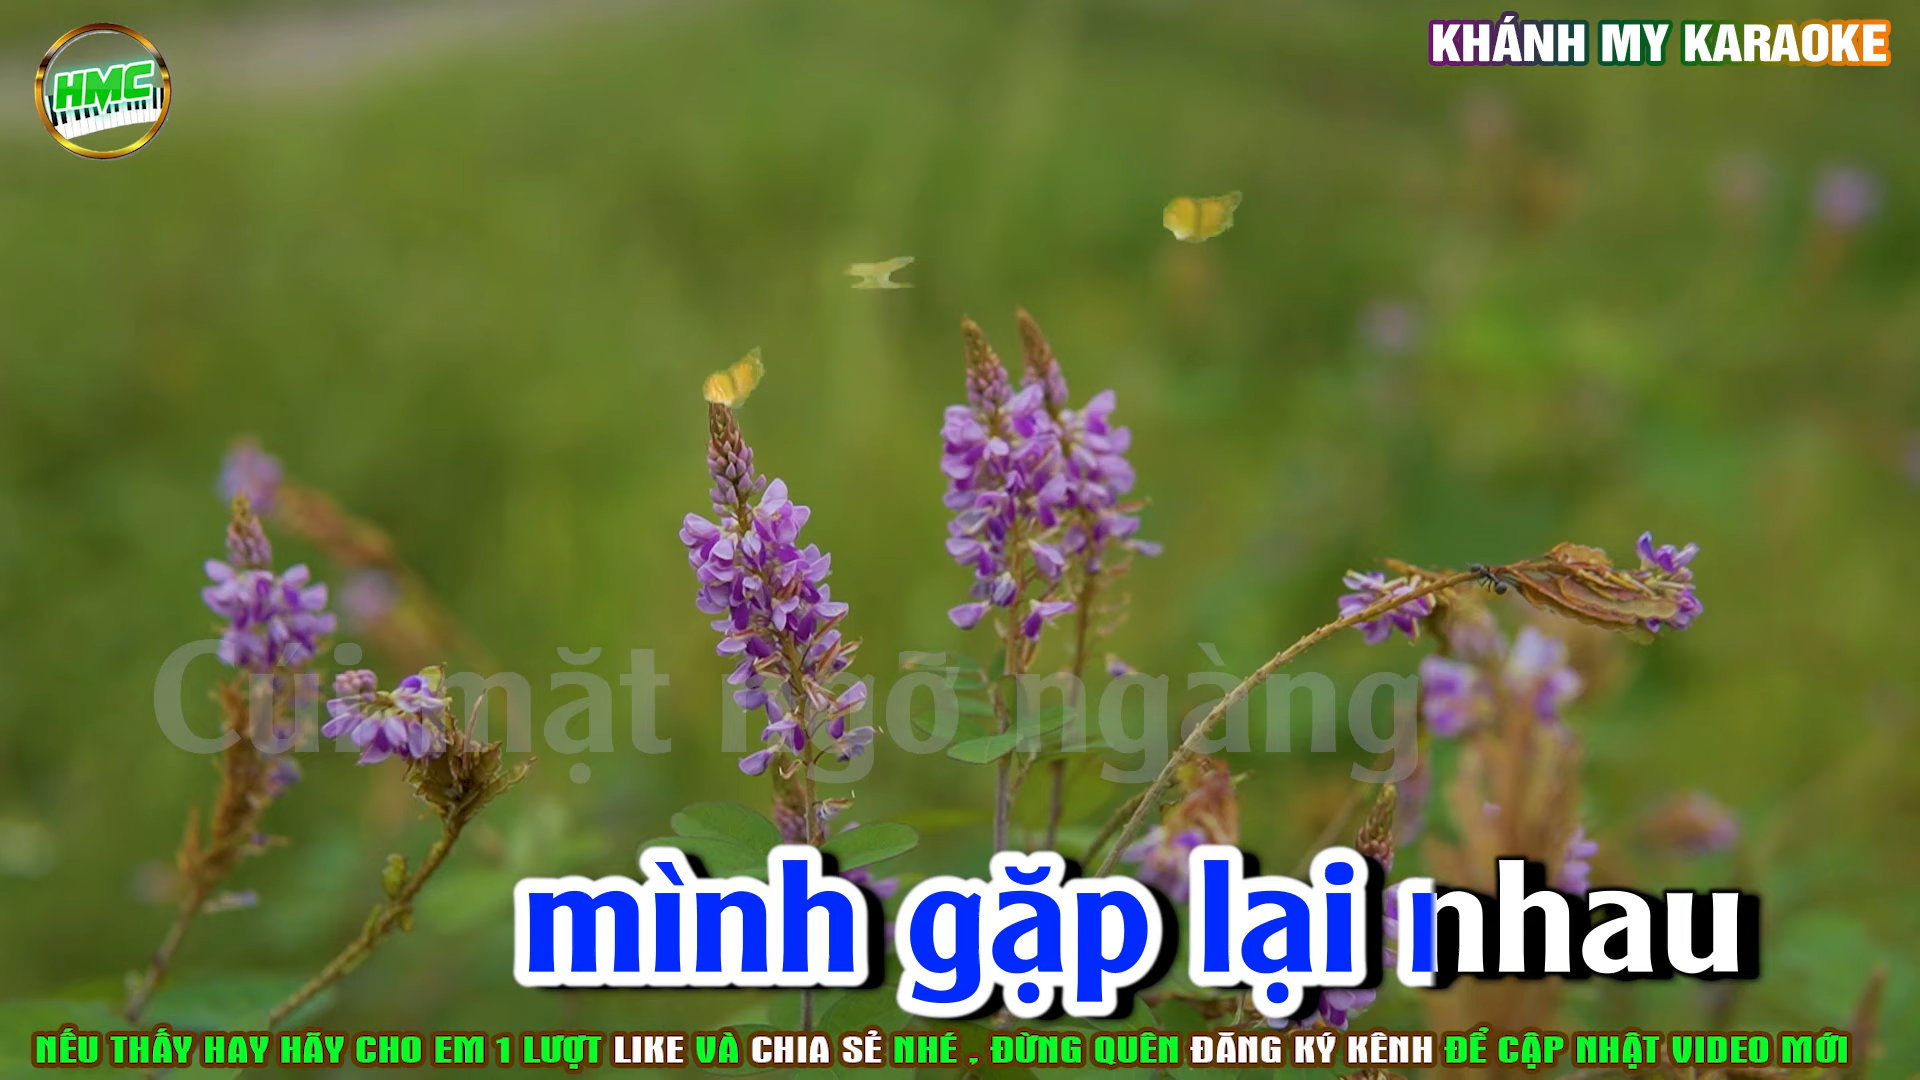 HMC
KHÁNH MY KARAOKE
Cúi mặt ngỡ ngàng
mình gặp lại nhau
NẾU THẤY HAY HÃY CHO EM 1 LƯỢT LIKE VÀ CHIA SẺ NHÉ , ĐỪNG QUÊN ĐĂNG KÝ KÊNH ĐỂ CẬP NHẬT VIDEO MỚI